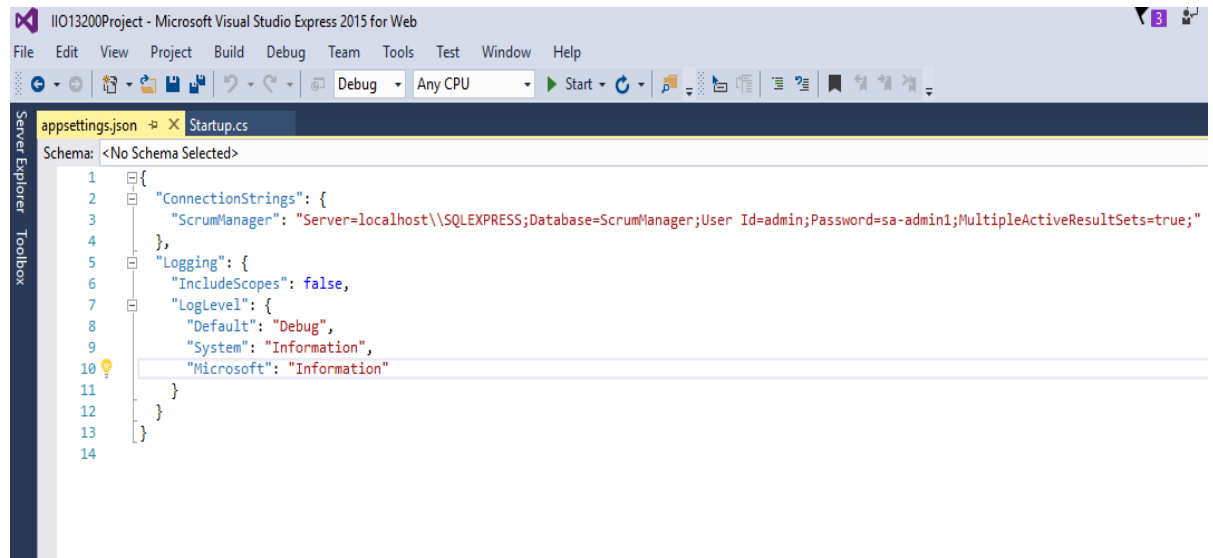 IIO13200Project - Microsoft Visual Studio Express 2015 for Web
3
File Edit View Project Build Debug Team Tools Test Window Help
Debug Any CPU Start
appsettings.json Startup.cs
Server Explorer
Toolbox
Schema: <No Schema Selected>
1 {
2 "ConnectionStrings": {
3 "ScrumManager": "Server=localhost\\SQLEXPRESS;Database=ScrumManager;User Id=admin;Password=sa-admin1;MultipleActiveResultSets=true;"
4 },
5 "Logging": {
6 "IncludeScopes": false,
7 "LogLevel": {
8 "Default": "Debug",
9 "System": "Information",
10 "Microsoft": "Information"
11 }
12 }
13 }
14